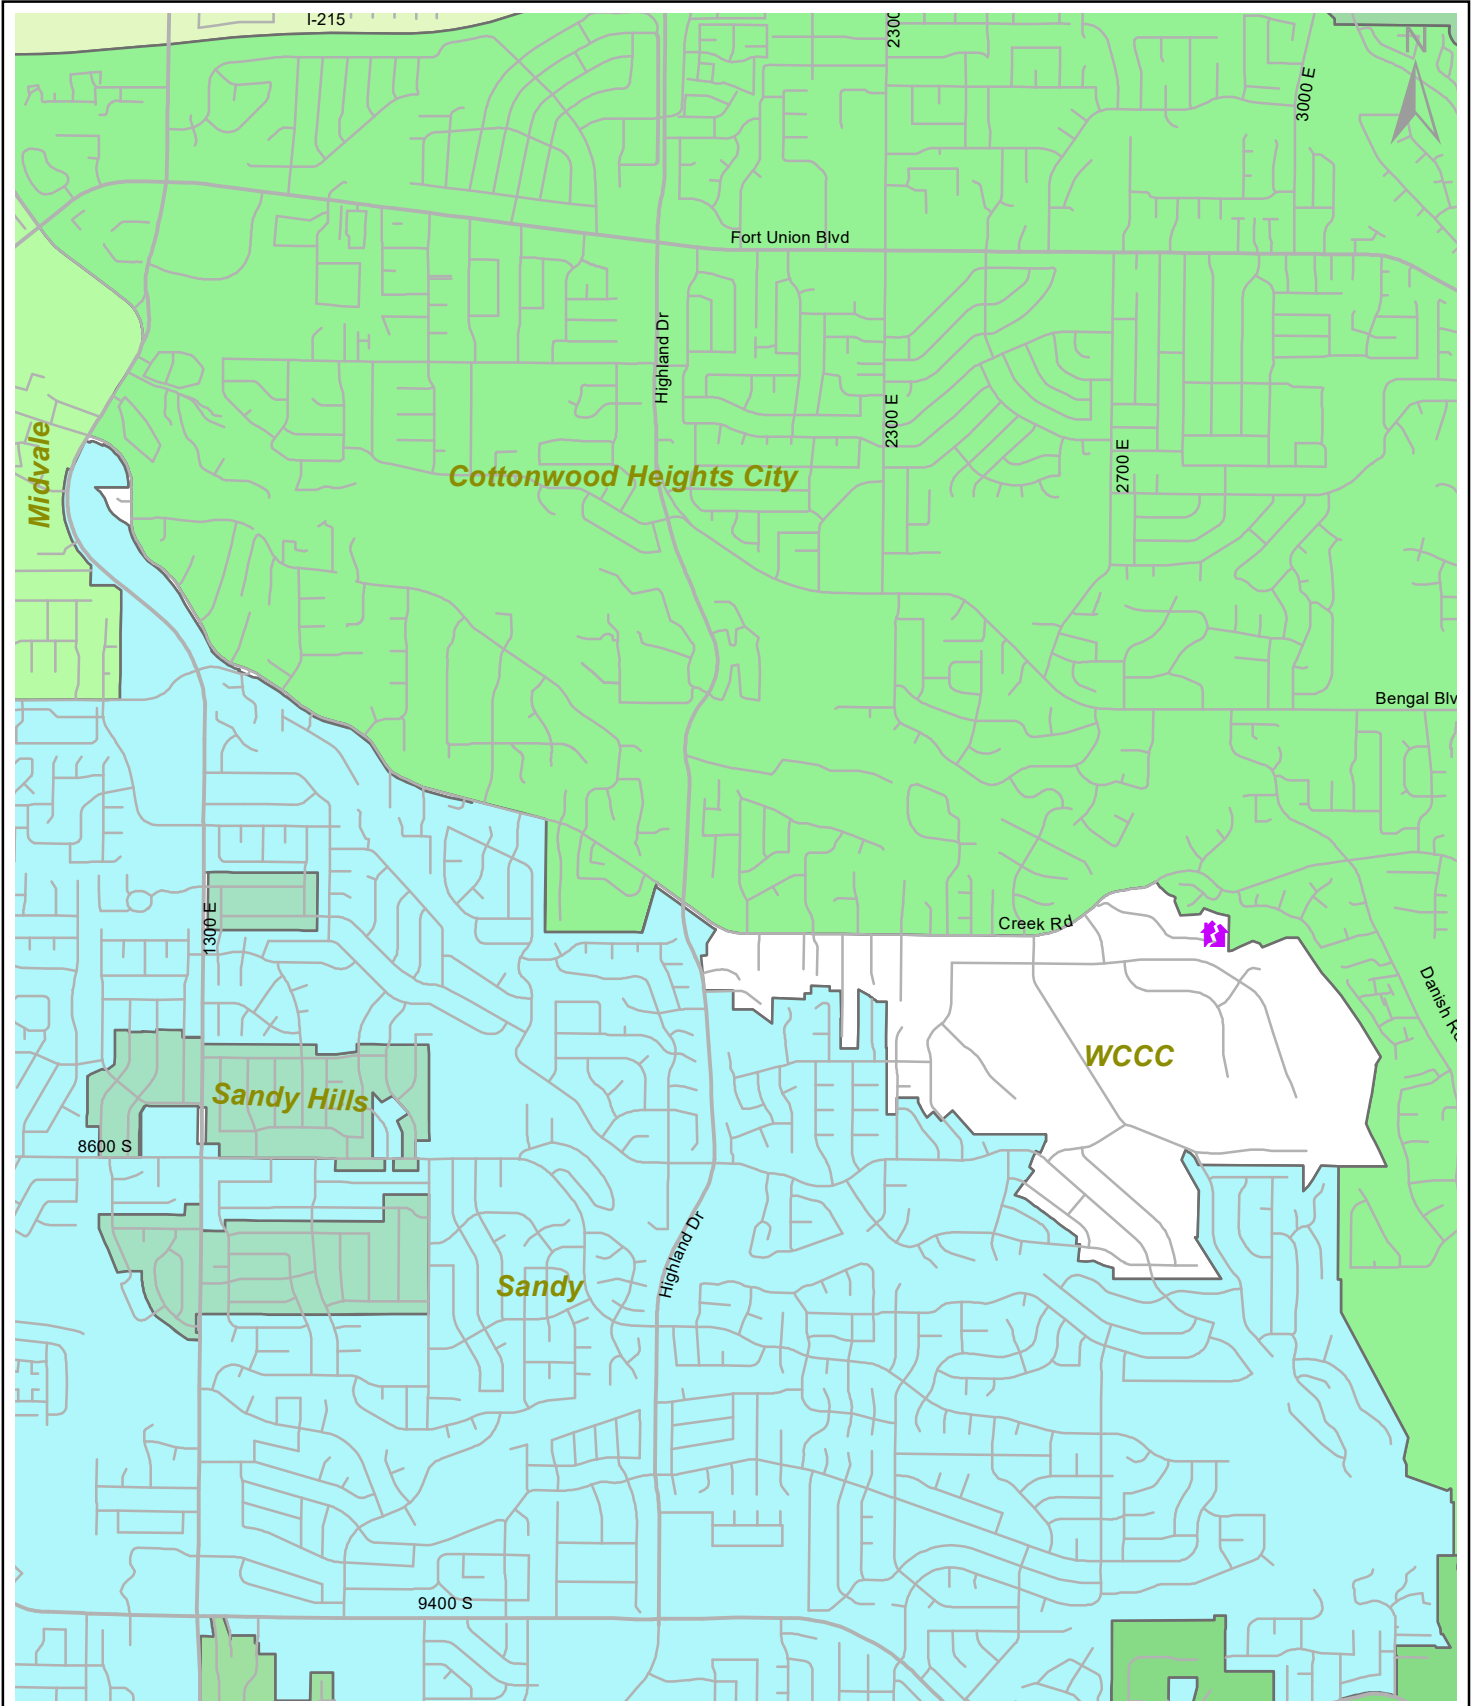 I-215
2300
N
3000 E
Fort Union Blvd
Highland Dr
2300 E
2700 E
Midvale
Cottonwood Heights City
Bengal Blv
1300 E
Creek Rd
Danish R
WCCC
Sandy Hills
8600 S
Highland Dr
Sandy
9400 S